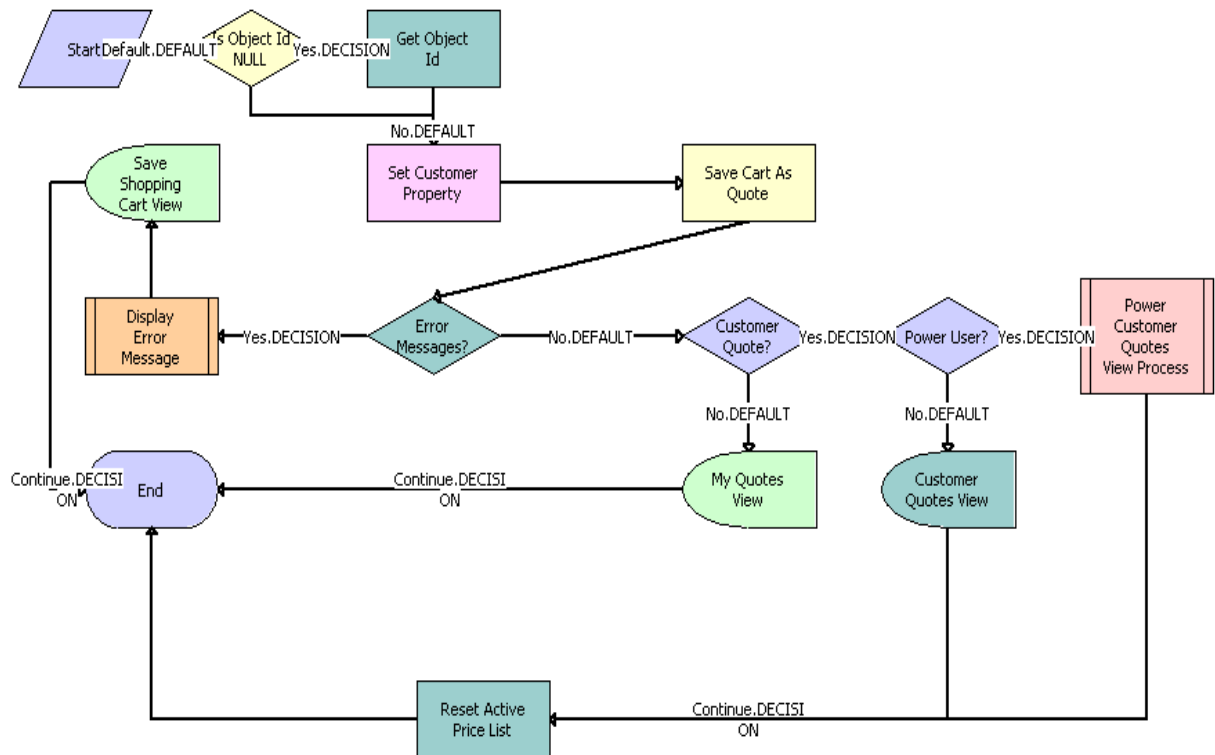 Start
Default.DEFAULT
's Object Id
NULL
Yes.DECISION
Get Object
Id
No.DEFAULT
Save
Shopping
Cart View
Set Customer
Property
Save Cart As
Quote
Display
Error
Message
Yes.DECISION
Error
Messages?
No.DEFAULT
Customer
Quote?
Yes.DECISION
Power User?
Yes.DECISION
Power
Customer
Quotes
View Process
No.DEFAULT
No.DEFAULT
Continue.DECISI
ON
End
Continue.DECISI
ON
My Quotes
View
Customer
Quotes View
Reset Active
Price List
Continue.DECISI
ON